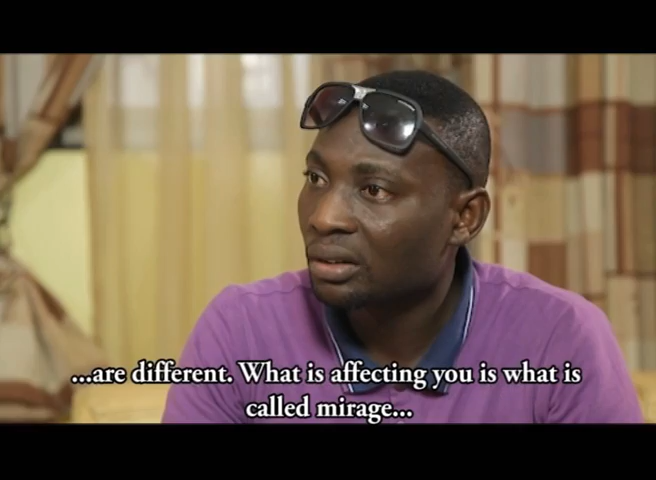 ...are different. What is affecting you is what is
called mirage...